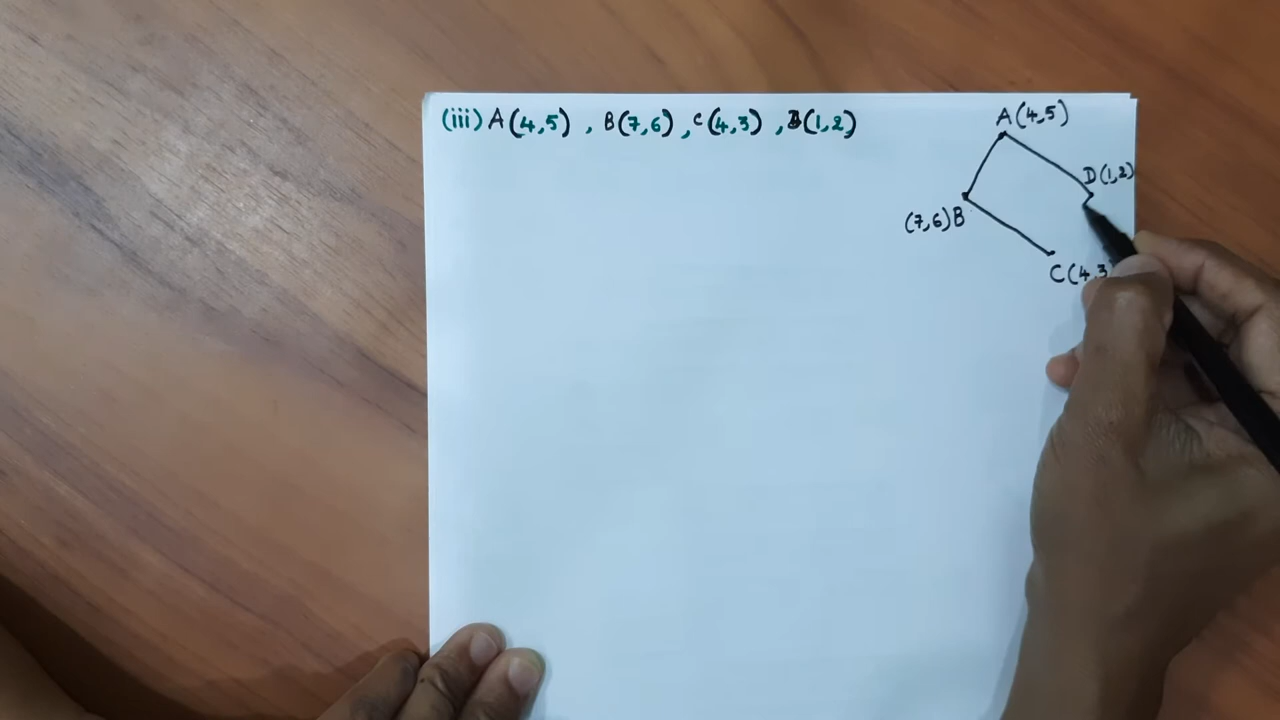 (iii) A(4,5) , B(7,6) , C(4,3) , D(1,2)
A(4,5)
D(1,2)
(7,6)B
C(4,3